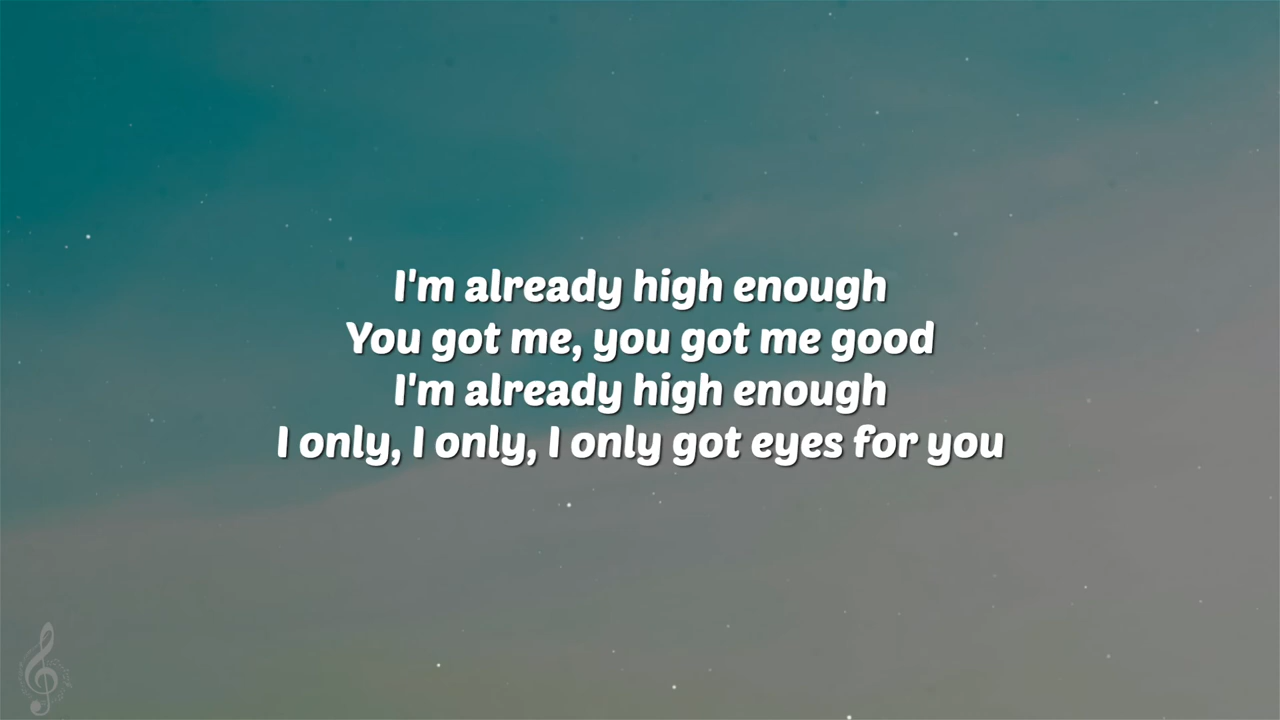 I'm already high enough
You got me, you got me good
I'm already high enough
I only, I only, I only got eyes for you